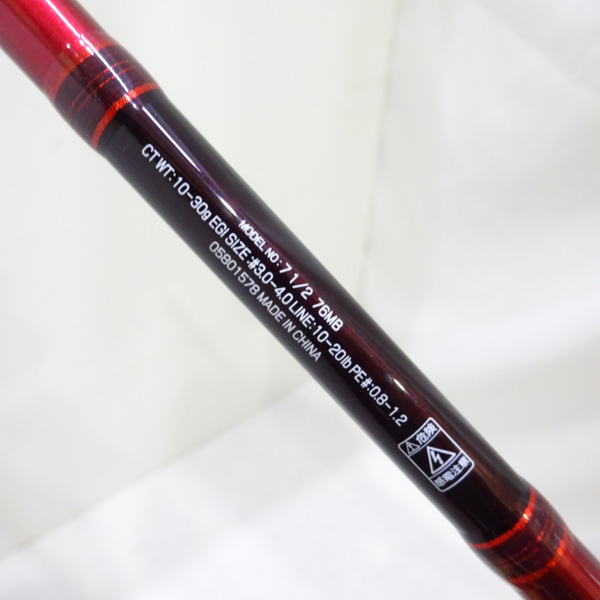 MODEL NO: 7 1/2 76MB
CT WT: 10-30g EGI SIZE :#3.0-4.0 LINE: 10-20lb PE#:0.8-1.2
05801578 MADE IN CHINA
危険
感電注意